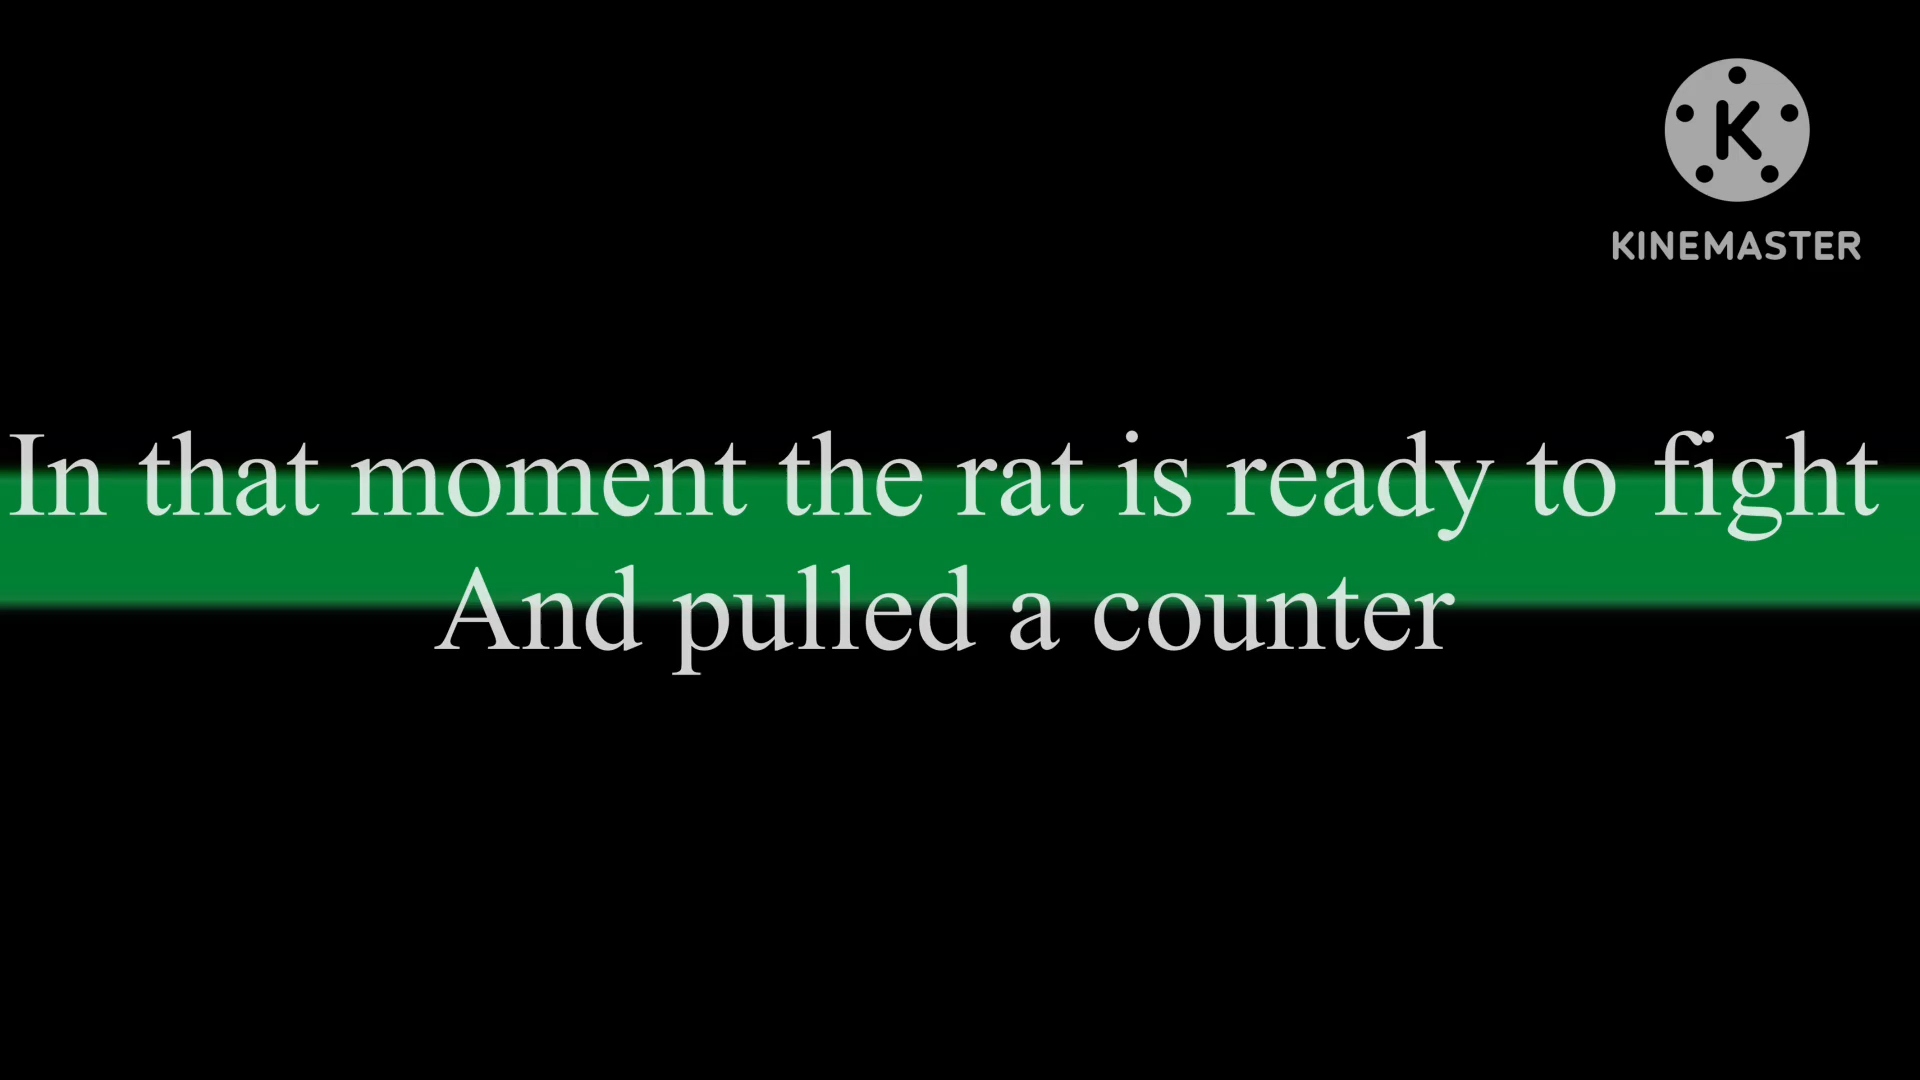 K
KINEMASTER
In that moment the rat is ready to fight
And pulled a counter